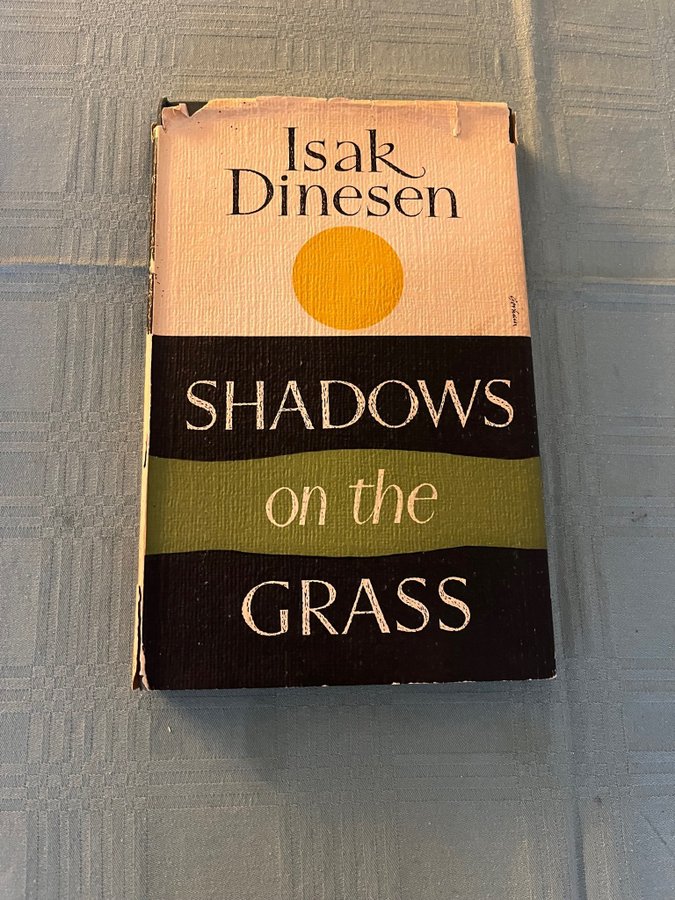 Isak
Dinesen
SHADOWS
on the
GRASS